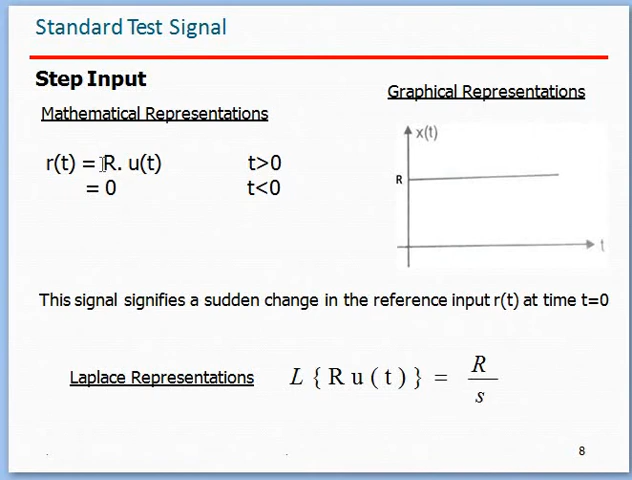 Standard Test Signal
Step Input
Mathematical Representations
r(t) = R. u(t) t>0
= 0 t<0
Graphical Representations
x(t)
R
t
This signal signifies a sudden change in the reference input r(t) at time t=0
Laplace Representations
L { R u ( t ) } = R / s
8